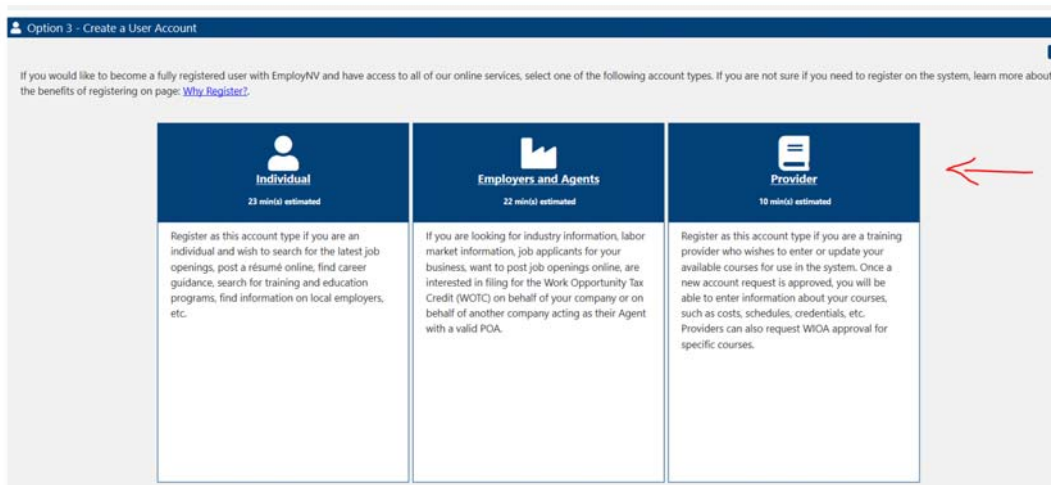 Option 3 - Create a User Account
If you would like to become a fully registered user with EmployNV and have access to all of our online services, select one of the following account types. If you are not sure if you need to register on the system, learn more about
the benefits of registering on page: Why Register?.
Individual
23 min(s) estimated
Register as this account type if you are an
individual and wish to search for the latest job
openings, post a résumé online, find career
guidance, search for training and education
programs, find information on local employers,
etc.
Employers and Agents
22 min(s) estimated
If you are looking for industry information, labor
market information, job applicants for your
business, want to post job openings online, are
interested in filing for the Work Opportunity Tax
Credit (WOTC) on behalf of your company or on
behalf of another company acting as their Agent
with a valid POA.
Provider
10 min(s) estimated
Register as this account type if you are a training
provider who wishes to enter or update your
available courses for use in the system. Once a
new account request is approved, you will be
able to enter information about your courses,
such as costs, schedules, credentials, etc.
Providers can also request WIOA approval for
specific courses.